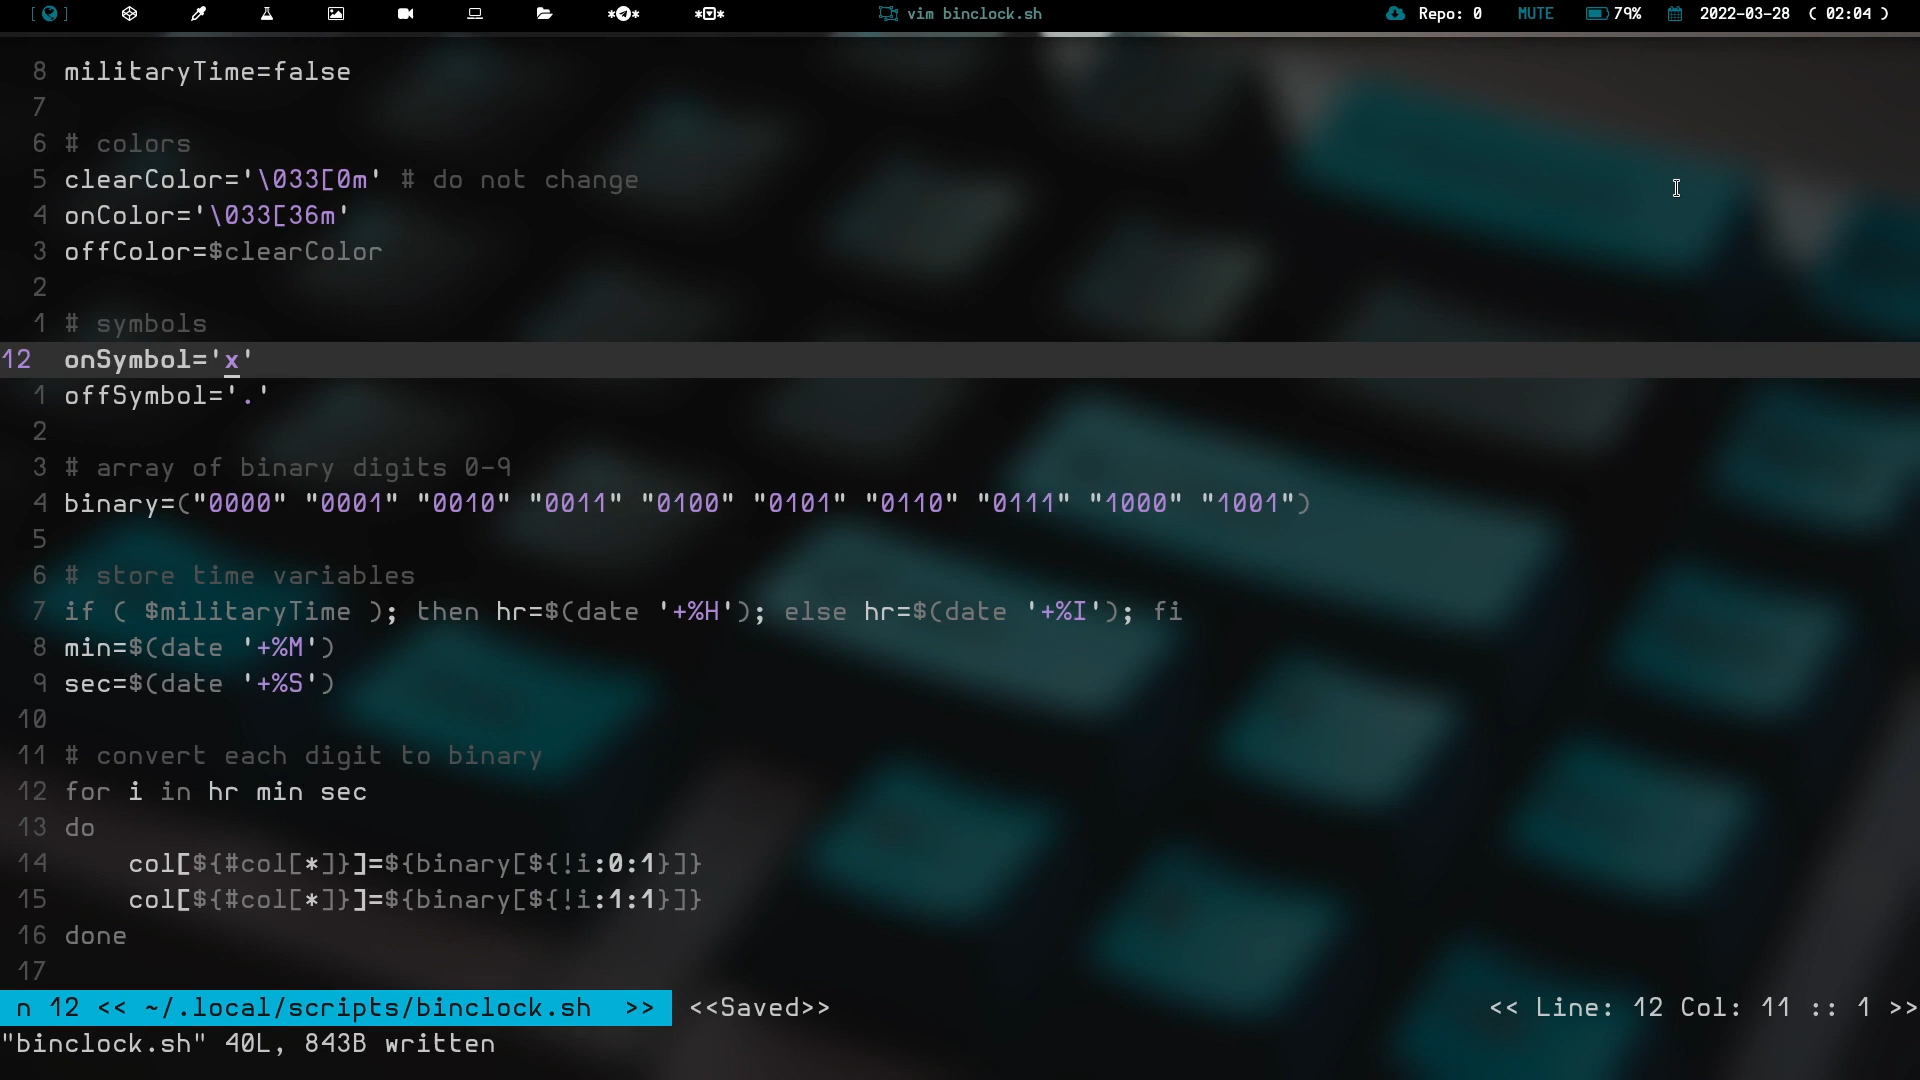 vim binclock.sh Repo: 0 MUTE 79% 2022-03-28 ( 02:04 )
8 militaryTime=false
7
6 # colors
5 clearColor='\033[0m' # do not change
4 onColor='\033[36m'
3 offColor=$clearColor
2
1 # symbols
12 onSymbol='x'
1 offSymbol='.'
2
3 # array of binary digits 0-9
4 binary=("0000" "0001" "0010" "0011" "0100" "0101" "0110" "0111" "1000" "1001")
5
6 # store time variables
7 if ( $militaryTime ); then hr=$(date '+%H'); else hr=$(date '+%I'); fi
8 min=$(date '+%M')
9 sec=$(date '+%S')
10
11 # convert each digit to binary
12 for i in hr min sec
13 do
14 col[${#col[*]}]=${binary[${!i:0:1}]}
15 col[${#col[*]}]=${binary[${!i:1:1}]}
16 done
17
n 12 << ~/.local/scripts/binclock.sh >> <<Saved>> << Line: 12 Col: 11 :: 1 >>
"binclock.sh" 40L, 843B written